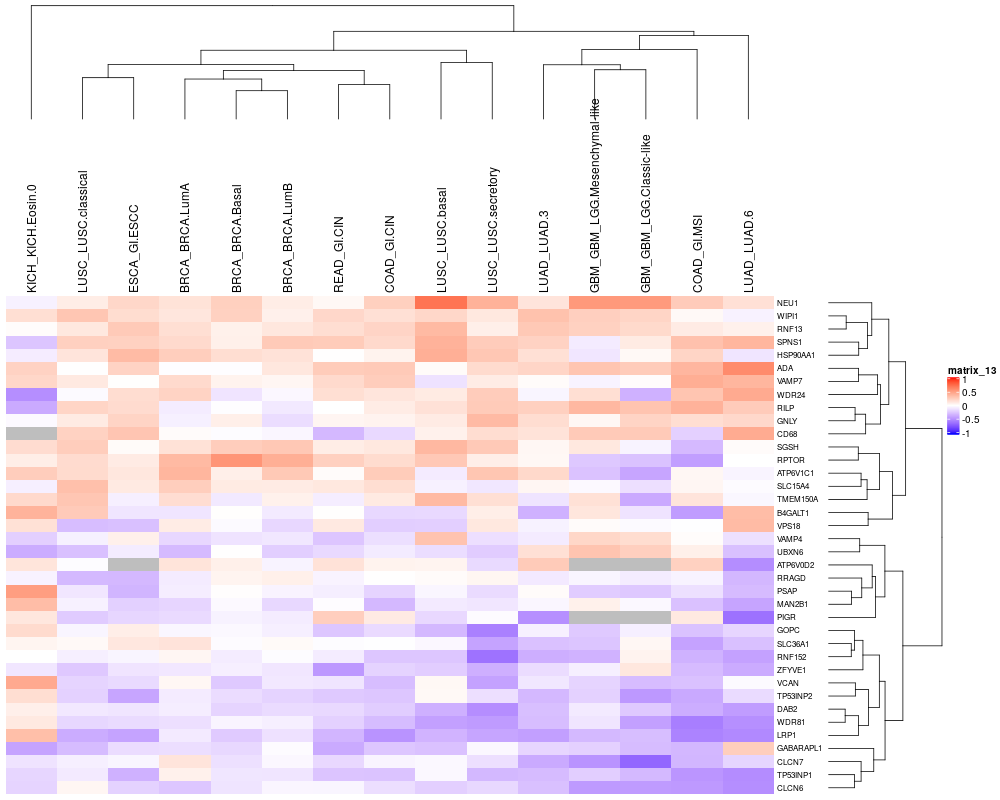 KICH_KICH.Eosin.0
LUSC_LUSC.classical
ESCA_GI.ESCC
BRCA_BRCA.LumA
BRCA_BRCA.Basal
BRCA_BRCA.LumB
READ_GI.CIN
COAD_GI.CIN
LUSC_LUSC.basal
LUSC_LUSC.secretory
LUAD_LUAD.3
GBM_GBM_LGG.Mesenchymal-like
GBM_GBM_LGG.Classic-like
COAD_GI.MSI
LUAD_LUAD.6
NEU1
WIPI1
RNF13
SPNS1
HSP90AA1
ADA
VAMP7
WDR24
RILP
GNLY
CD68
SGSH
RPTOR
ATP6V1C1
SLC15A4
TMEM150A
B4GALT1
VPS18
VAMP4
UBXN6
ATP6V0D2
RRAGD
PSAP
MAN2B1
PIGR
GOPC
SLC36A1
RNF152
ZFYVE1
VCAN
TP53INP2
DAB2
WDR81
LRP1
GABARAPL1
CLCN7
TP53INP1
CLCN6
matrix_13
1
0.5
0
-0.5
-1